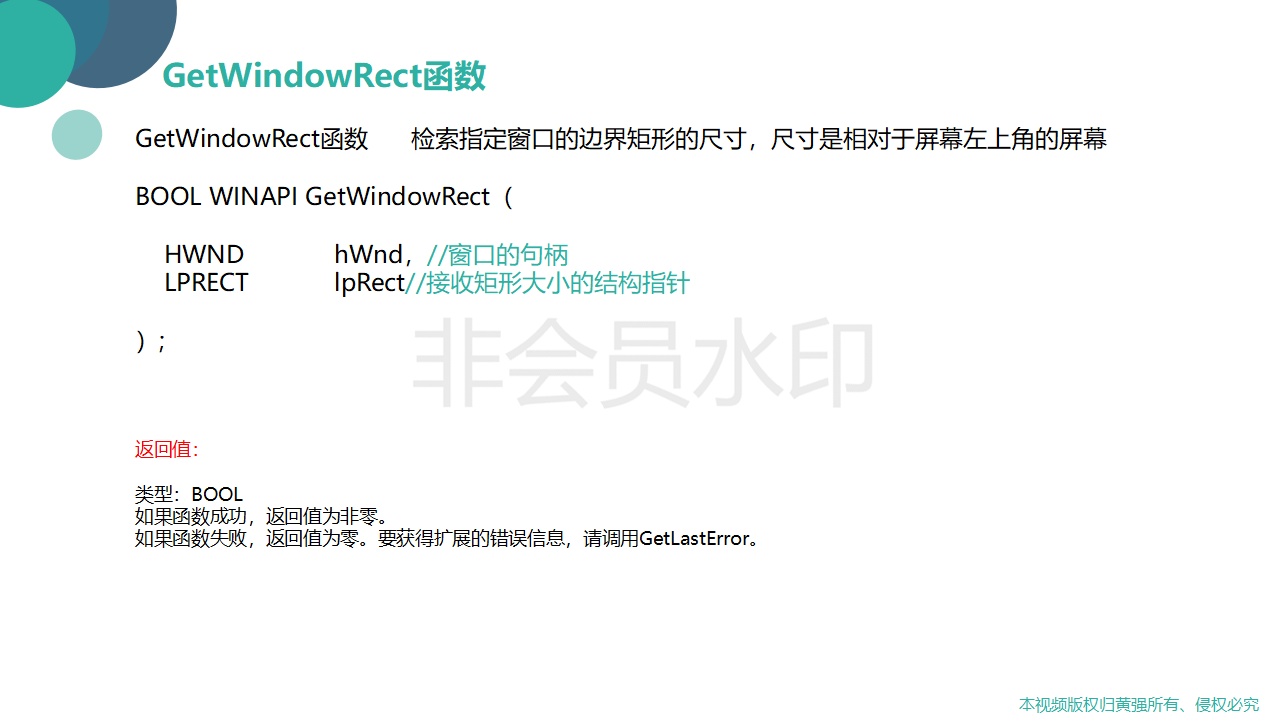 GetWindowRect函数
GetWindowRect函数 检索指定窗口的边界矩形的尺寸，尺寸是相对于屏幕左上角的屏幕
BOOL WINAPI GetWindowRect（
HWND hWnd，//窗口的句柄
LPRECT lpRect//接收矩形大小的结构指针
）；
非会员水印
返回值：
类型：BOOL
如果函数成功，返回值为非零。
如果函数失败，返回值为零。要获得扩展的错误信息，请调用GetLastError。
本视频版权归黄强所有、侵权必究